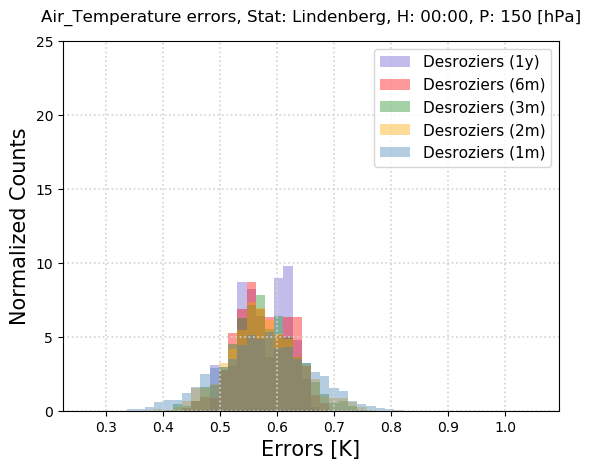 Air_Temperature errors, Stat: Lindenberg, H: 00:00, P: 150 [hPa]
25
20
15
10
5
0
Normalized Counts
Desroziers (1y)
Desroziers (6m)
Desroziers (3m)
Desroziers (2m)
Desroziers (1m)
0.3 0.4 0.5 0.6 0.7 0.8 0.9 1.0
Errors [K]